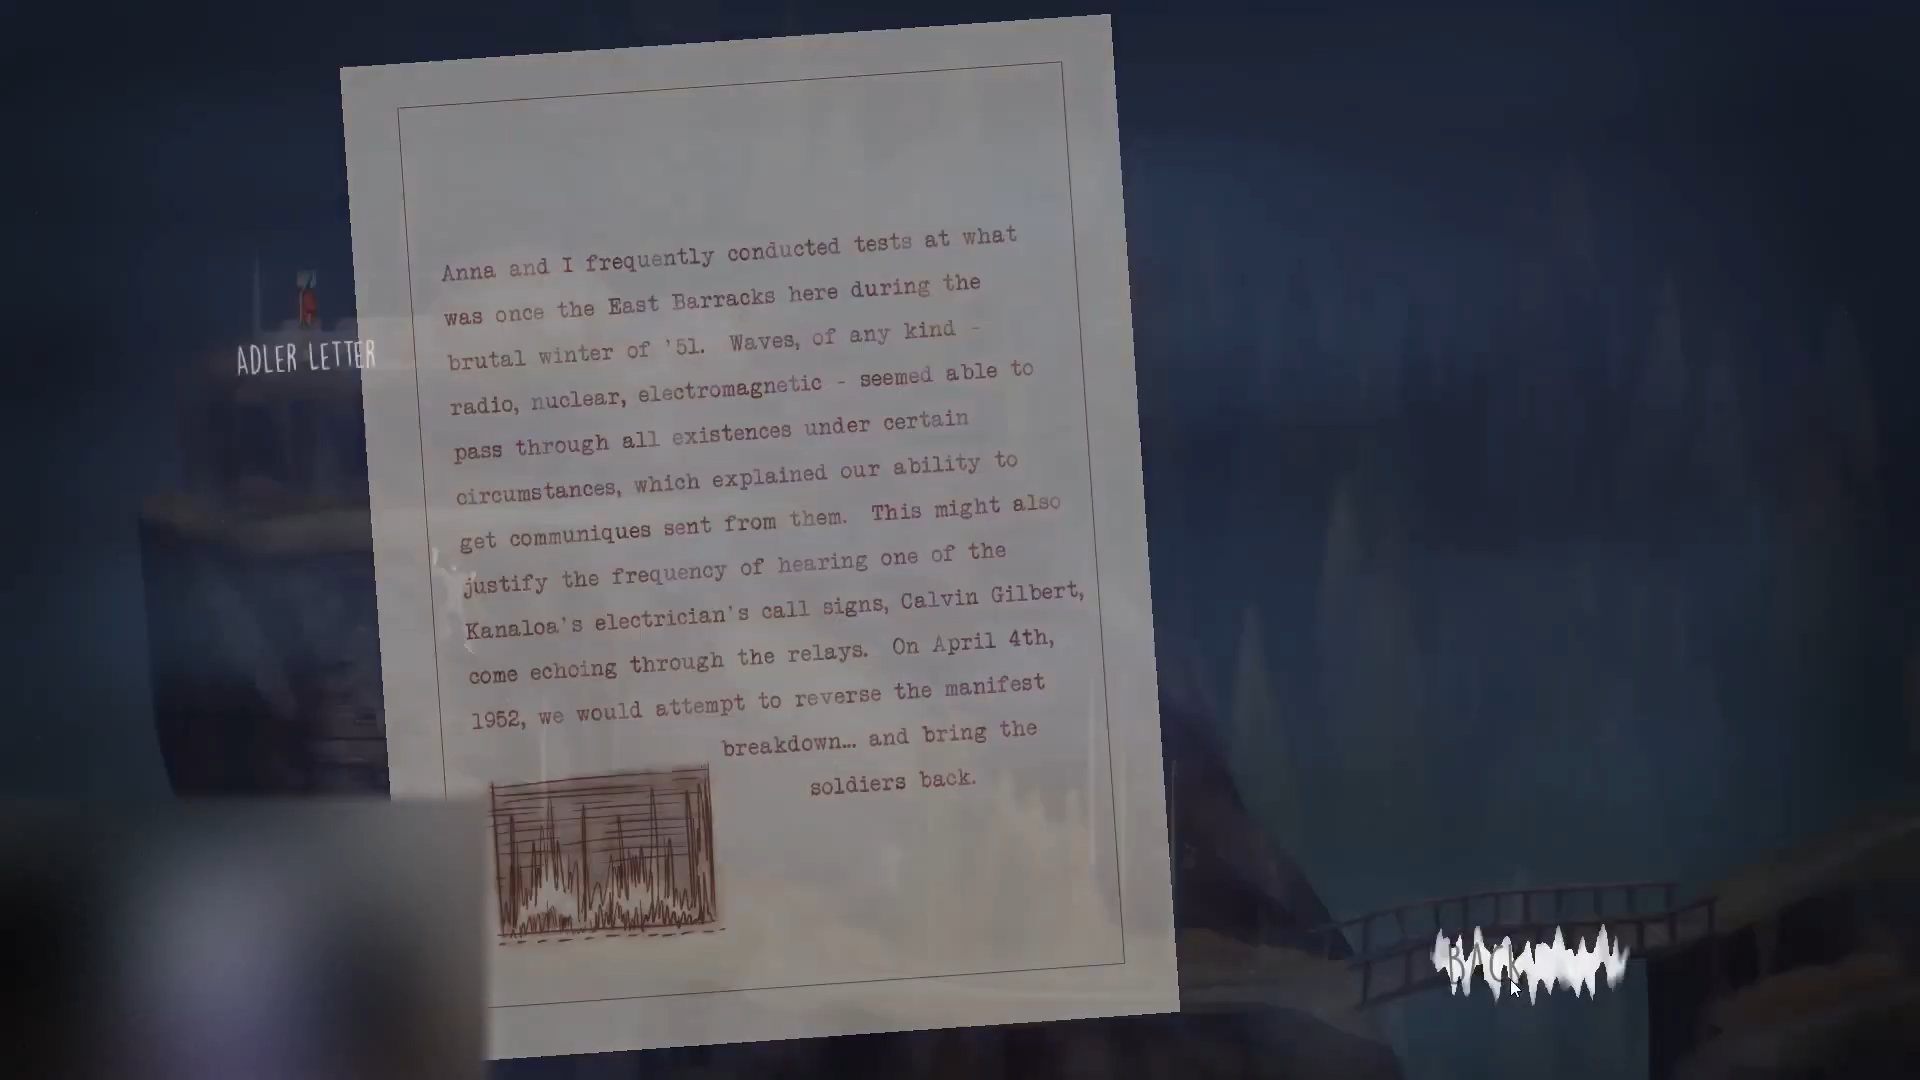 Anna and I frequently conducted tests at what
was once the East Barracks here during the
brutal winter of '51. Waves, of any kind -
radio, nuclear, electromagnetic - seemed able to
pass through all existences under certain
circumstances, which explained our ability to
get communiques sent from them. This might also
justify the frequency of hearing one of the
Kanaloa's electrician's call signs, Calvin Gilbert,
come echoing through the relays. On April 4th,
1952, we would attempt to reverse the manifest
breakdown… and bring the
soldiers back.
ADLER LETTER
BACK